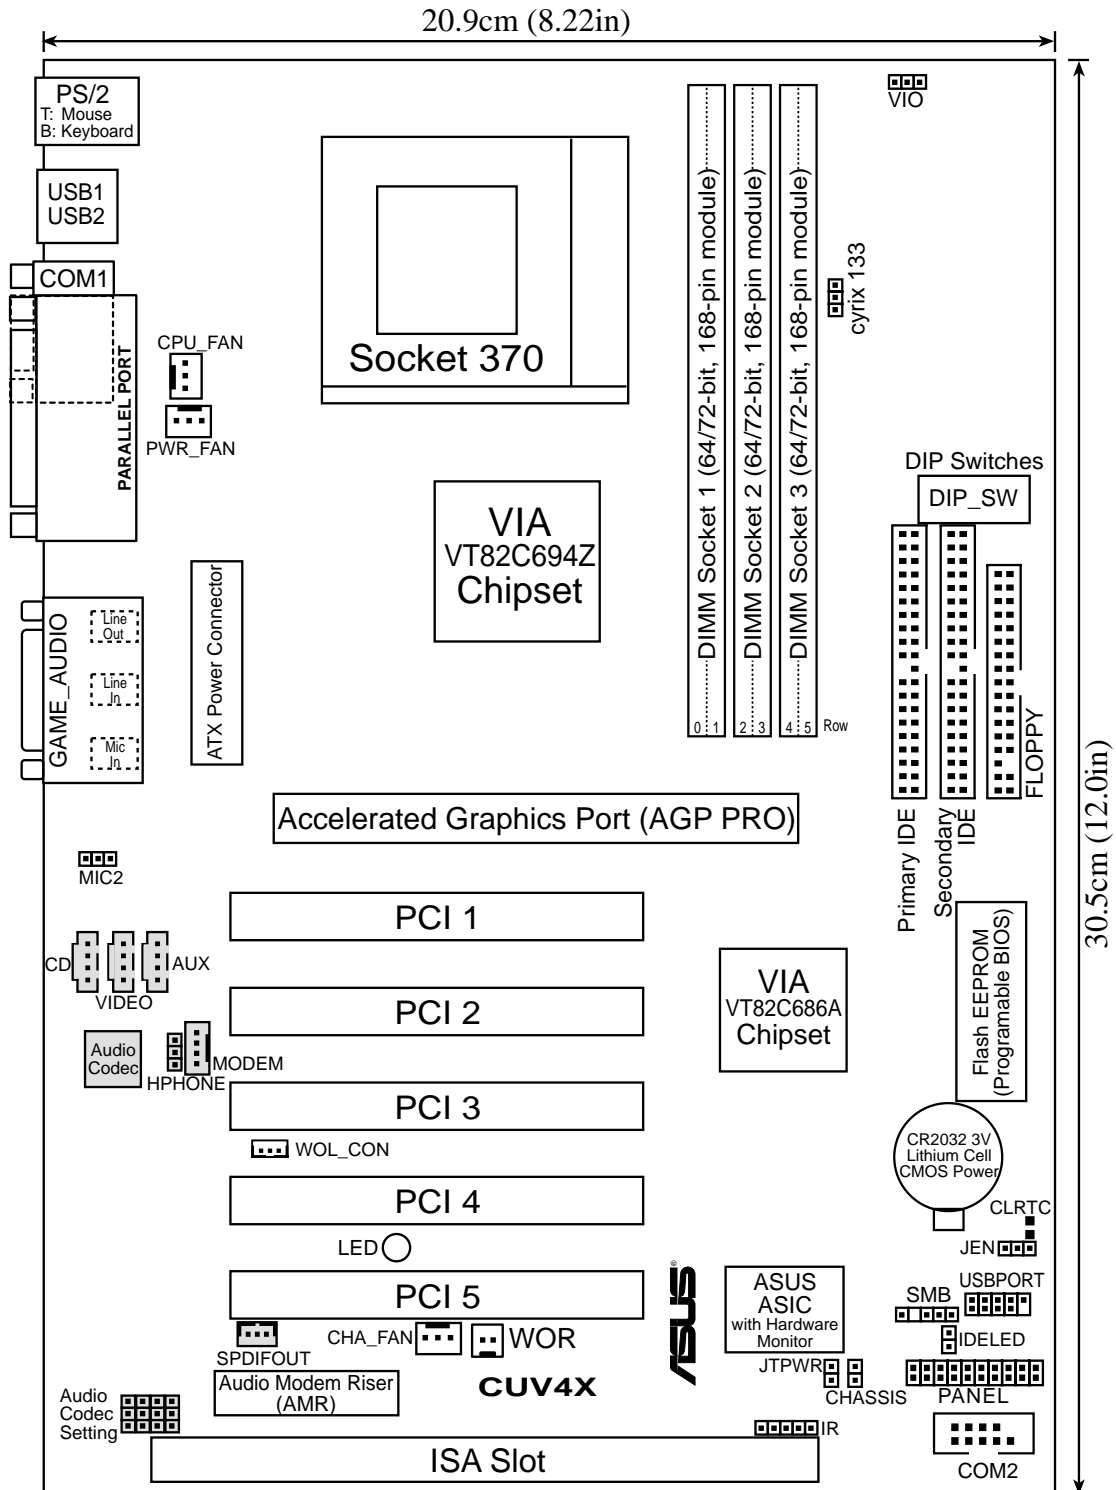 20.9cm (8.22in)
PS/2
T: Mouse
B: Keyboard
VIO
USB1
USB2
COM1
PARALLEL PORT
CPU_FAN
PWR_FAN
Socket 370
DIMM Socket 1 (64/72-bit, 168-pin module)
DIMM Socket 2 (64/72-bit, 168-pin module)
DIMM Socket 3 (64/72-bit, 168-pin module)
cyrix 133
DIP Switches
DIP_SW
VIA
VT82C694Z
Chipset
ATX Power Connector
GAME_AUDIO
Line
Out
Line
In
Mic
In
0 1 2 3 4 5 Row
FLOPPY
Primary IDE
Secondary
IDE
30.5cm (12.0in)
Accelerated Graphics Port (AGP PRO)
MIC2
PCI 1
CD
VIDEO
AUX
PCI 2
VIA
VT82C686A
Chipset
Flash EEPROM
(Programable BIOS)
Audio
Codec
HPHONE
MODEM
PCI 3
WOL_CON
CR2032 3V
Lithium Cell
CMOS Power
PCI 4
CLRTC
JEN
LED
PCI 5
ASUS
®
ASUS
ASIC
with Hardware
Monitor
USBPORT
SMB
IDELED
SPDIFOUT
CHA_FAN
WOR
JTPWR
CHASSIS
PANEL
Audio Modem Riser
(AMR)
CUV4X
Audio
Codec
Setting
IR
ISA Slot
COM2